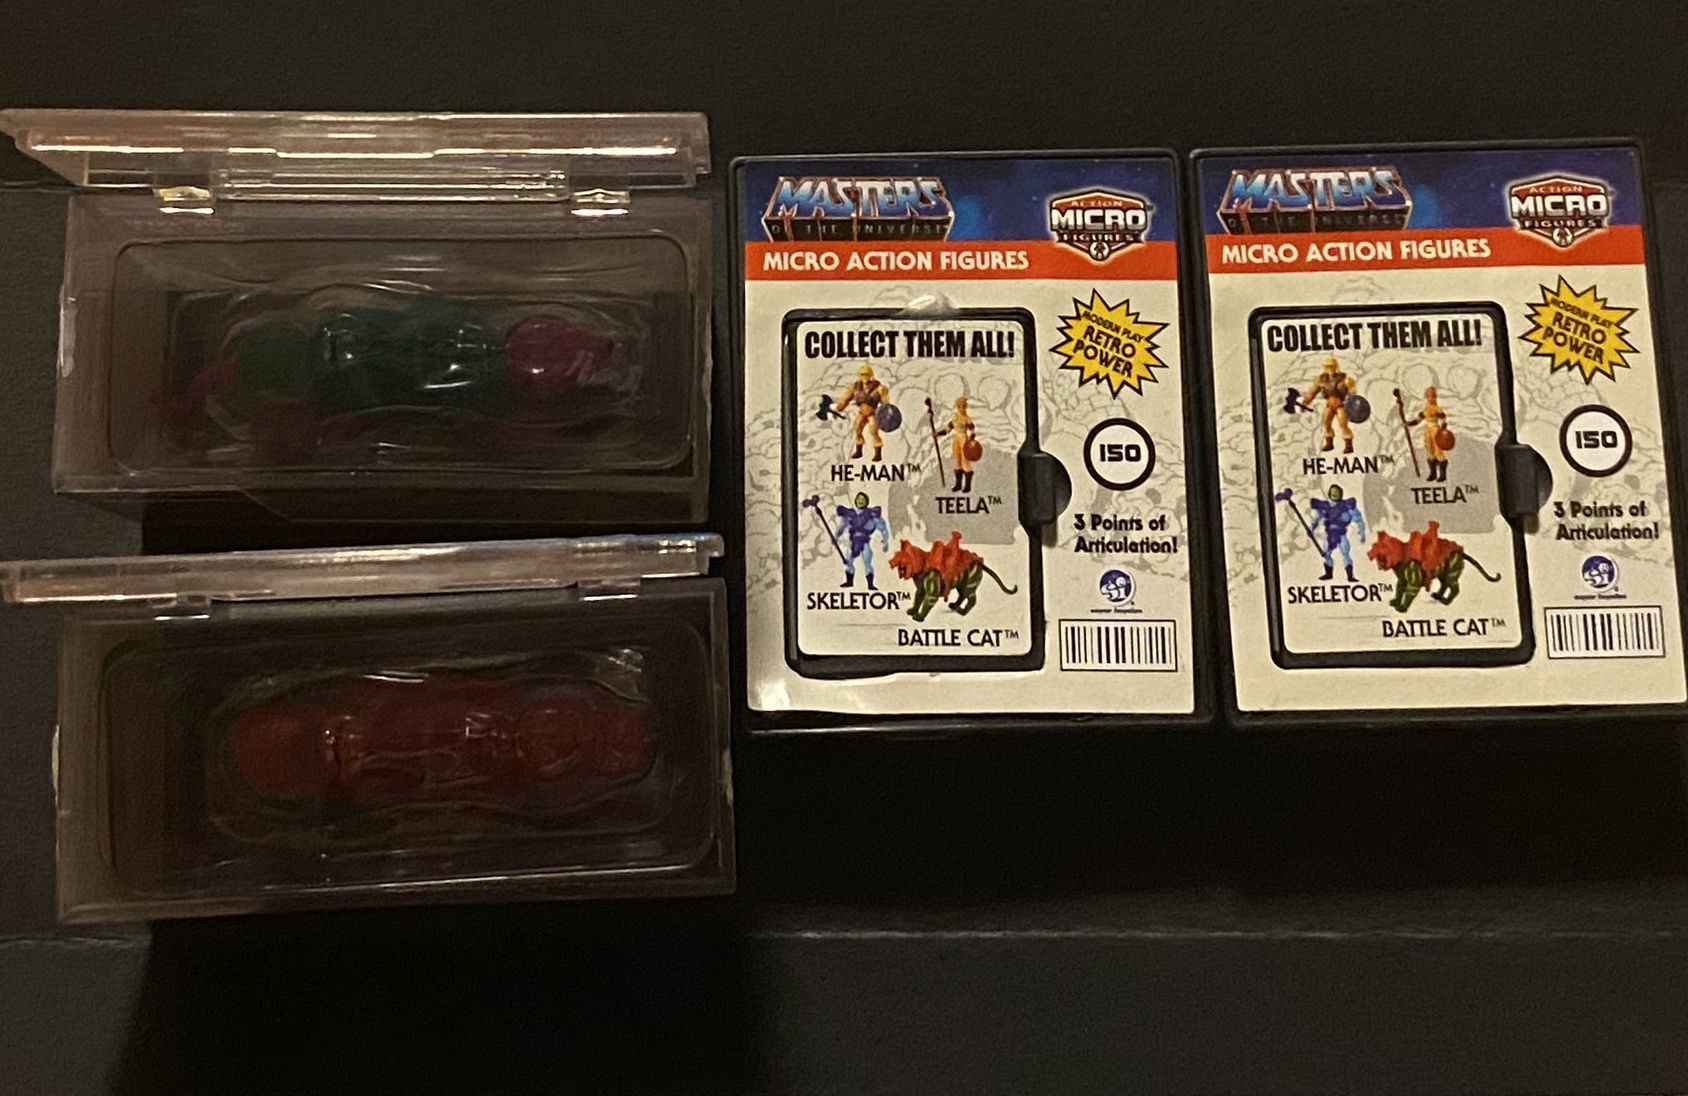 MASTERS
OF THE UNIVERSE
ACTION
MICRO
FIGURES
MICRO ACTION FIGURES
COLLECT THEM ALL!
MODERN PLAY
RETRO
POWER
HE-MAN™
TEELA™
150
3 Points of
Articulation!
SKELETOR™
BATTLE CAT™
MASTERS
OF THE UNIVERSE
ACTION
MICRO
FIGURES
MICRO ACTION FIGURES
COLLECT THEM ALL!
MODERN PLAY
RETRO
POWER
HE-MAN™
TEELA™
150
3 Points of
Articulation!
SKELETOR™
BATTLE CAT™